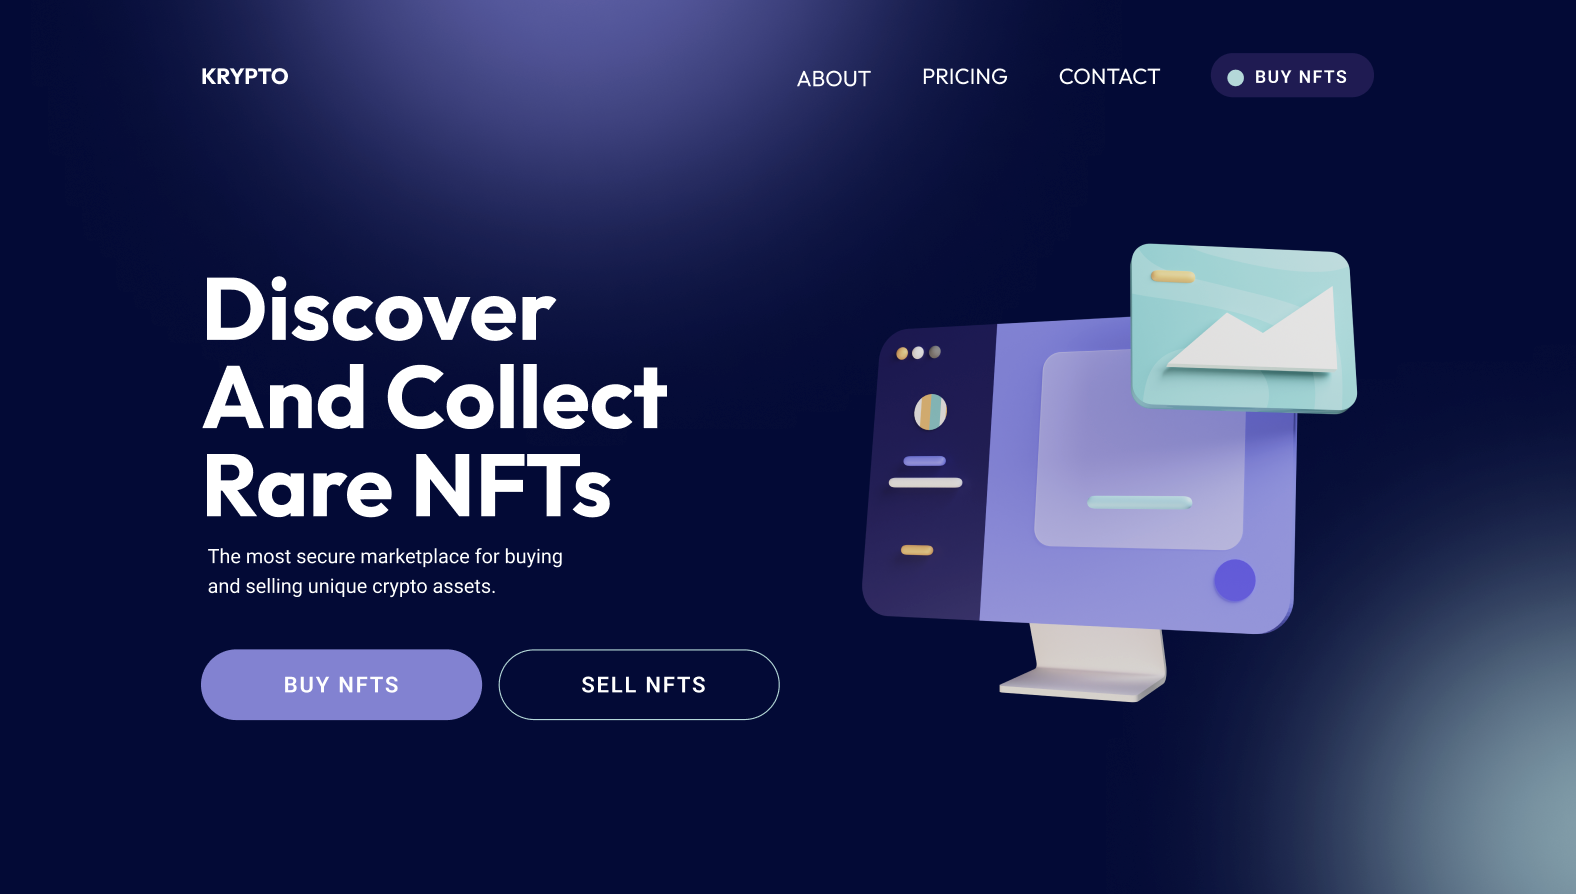 KRYPTO
ABOUT
PRICING
CONTACT
BUY NFTS
Discover
And Collect
Rare NFTs
The most secure marketplace for buying
and selling unique crypto assets.
BUY NFTS
SELL NFTS